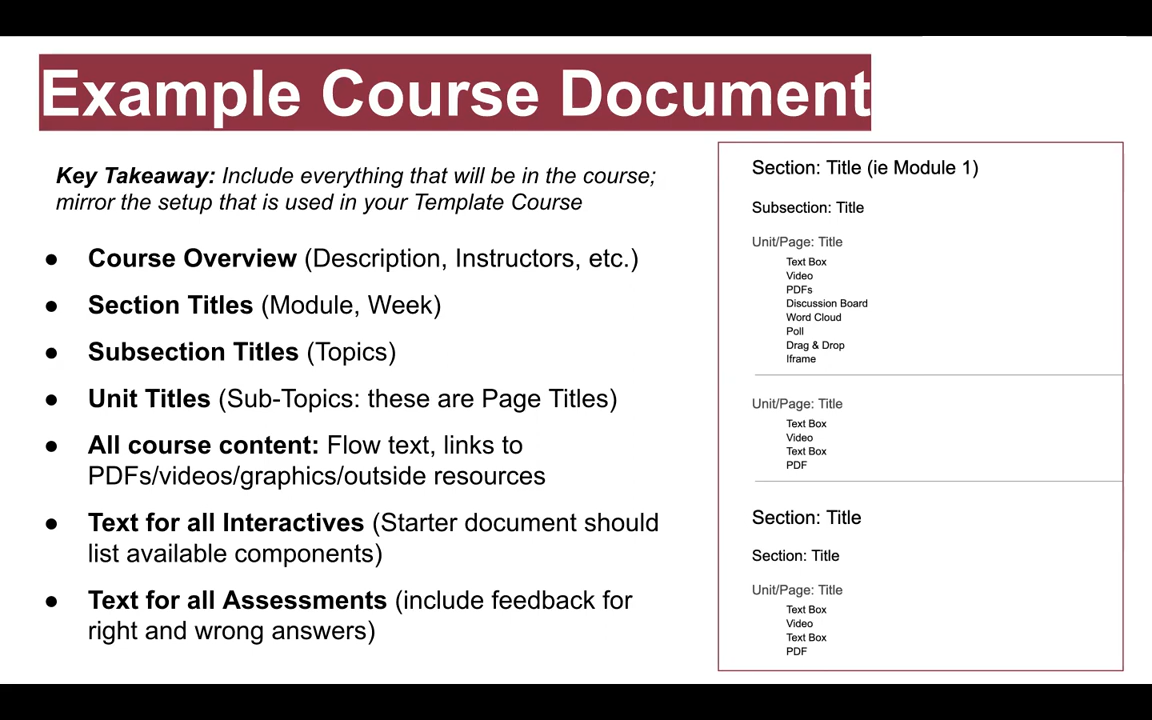 Example Course Document
Key Takeaway: Include everything that will be in the course;
mirror the setup that is used in your Template Course
● Course Overview (Description, Instructors, etc.)
● Section Titles (Module, Week)
● Subsection Titles (Topics)
● Unit Titles (Sub-Topics: these are Page Titles)
● All course content: Flow text, links to
PDFs/videos/graphics/outside resources
● Text for all Interactives (Starter document should
list available components)
● Text for all Assessments (include feedback for
right and wrong answers)
Section: Title (ie Module 1)
Subsection: Title
Unit/Page: Title
Text Box
Video
PDFs
Discussion Board
Word Cloud
Poll
Drag & Drop
Iframe
Unit/Page: Title
Text Box
Video
Text Box
PDF
Section: Title
Section: Title
Unit/Page: Title
Text Box
Video
Text Box
PDF